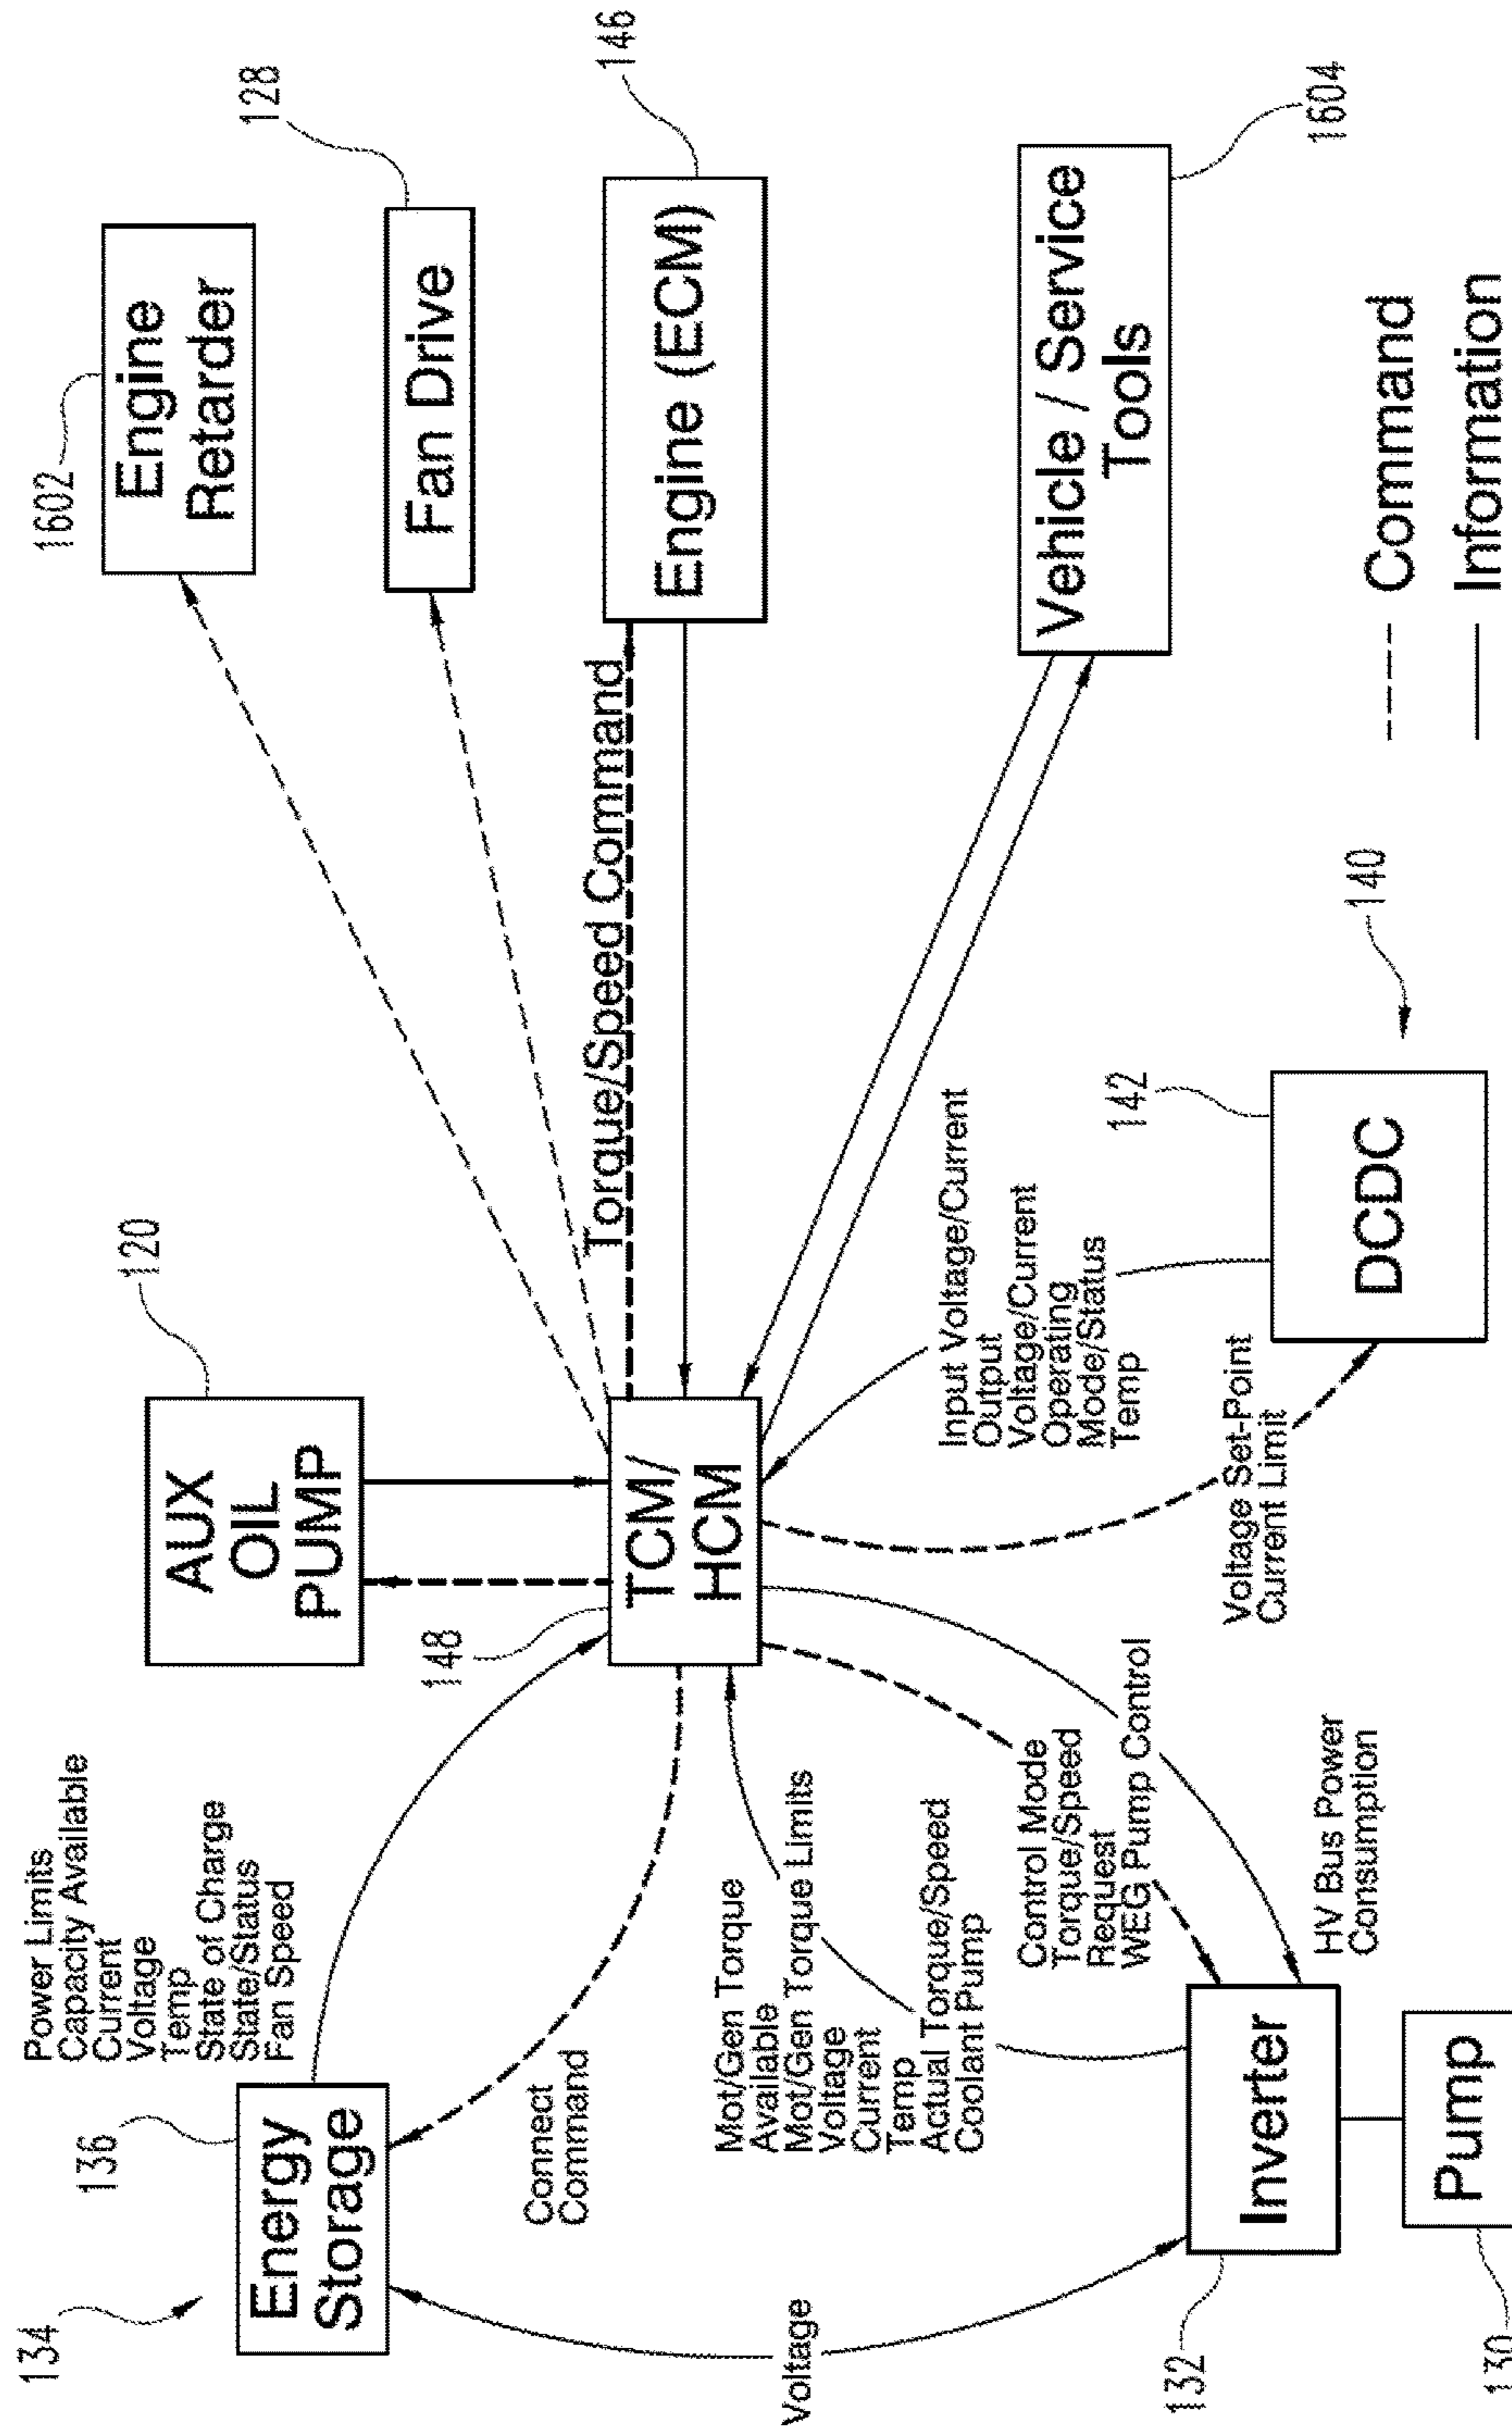 134
136
Energy
Storage
Power Limits
Capacity Available
Current
Voltage
Temp
State of Charge
State/Status
Fan Speed
Connect
Command
120
AUX
OIL
PUMP
148
TCM/
HCM
1602
Engine
Retarder
128
Fan Drive
Torque/Speed Command
146
Engine (ECM)
1604
Vehicle / Service
Tools
Voltage
Mot/Gen Torque
Available
Mot/Gen Torque Limits
Voltage
Current
Temp
Actual Torque/Speed
Coolant Pump
Control Mode
Torque/Speed
Request
WEG Pump Control
HV Bus Power
Consumption
132
Inverter
130
Pump
Input Voltage/Current
Output
Voltage/Current
Operating
Mode/Status
Temp
Voltage Set-Point
Current Limit
142
DCDC
140
Command
Information